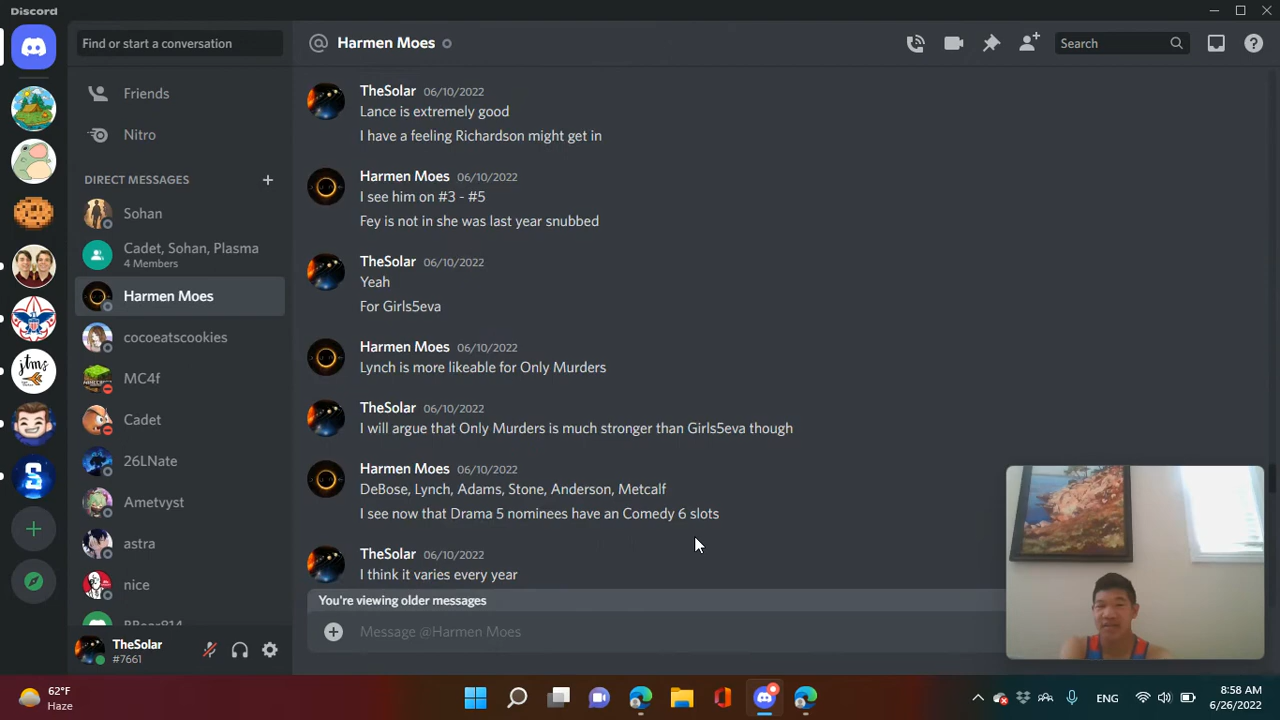 Discord
Find or start a conversation
Friends
Nitro
DIRECT MESSAGES
Sohan
Cadet, Sohan, Plasma
4 Members
Harmen Moes
cocoeatscookies
MC4f
Cadet
26LNate
Ametvyst
astra
nice
TheSolar
#7661
jtms
S
Harmen Moes
Search
TheSolar 06/10/2022
Lance is extremely good
I have a feeling Richardson might get in
Harmen Moes 06/10/2022
I see him on #3 - #5
Fey is not in she was last year snubbed
TheSolar 06/10/2022
Yeah
For Girls5eva
Harmen Moes 06/10/2022
Lynch is more likeable for Only Murders
TheSolar 06/10/2022
I will argue that Only Murders is much stronger than Girls5eva though
Harmen Moes 06/10/2022
DeBose, Lynch, Adams, Stone, Anderson, Metcalf
I see now that Drama 5 nominees have an Comedy 6 slots
TheSolar 06/10/2022
I think it varies every year
You're viewing older messages
Message @Harmen Moes
62°F
Haze
ENG
8:58 AM
6/26/2022